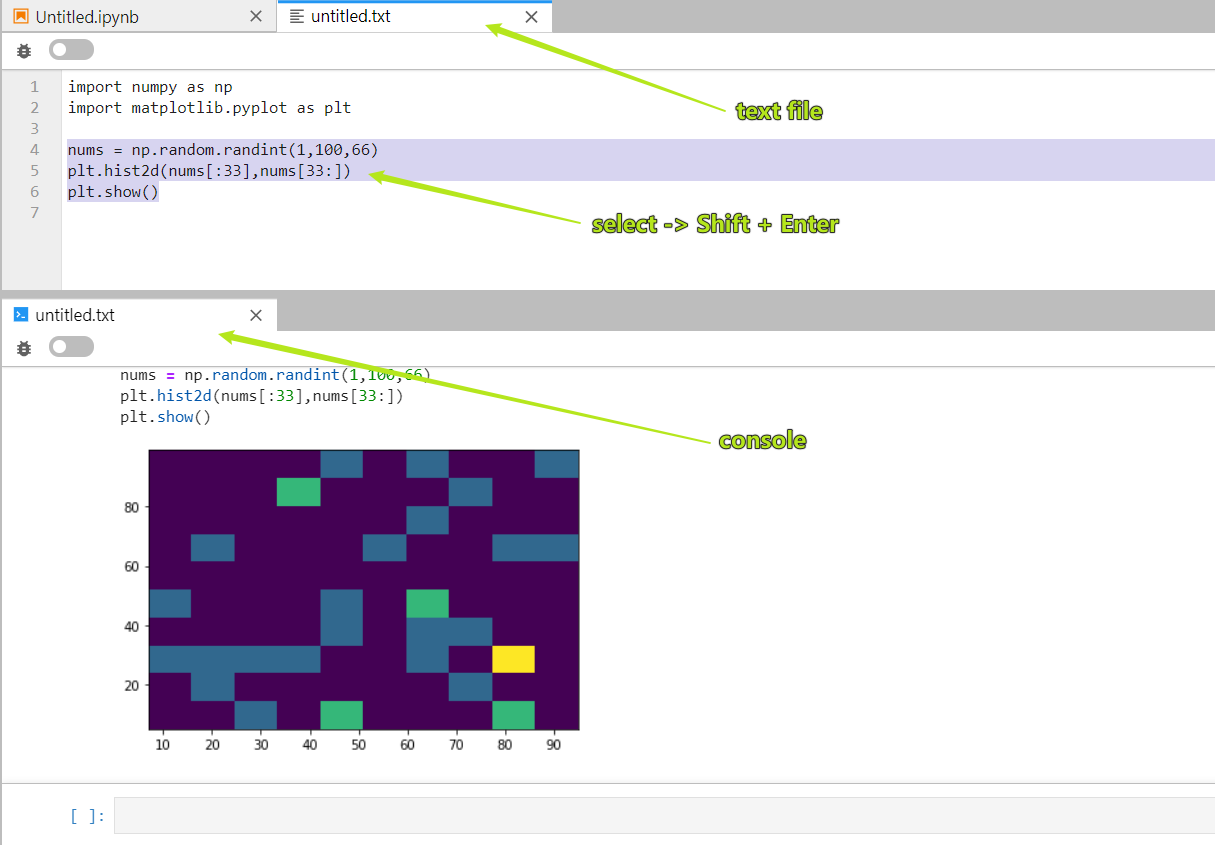 Untitled.ipynb
untitled.txt
1 import numpy as np
2 import matplotlib.pyplot as plt
3
4 nums = np.random.randint(1,100,66)
5 plt.hist2d(nums[:33],nums[33:])
6 plt.show()
7
text file
select -> Shift + Enter
untitled.txt
nums = np.random.randint(1,100,66)
plt.hist2d(nums[:33],nums[33:])
plt.show()
console
80
60
40
20
10 20 30 40 50 60 70 80 90
[ ]: